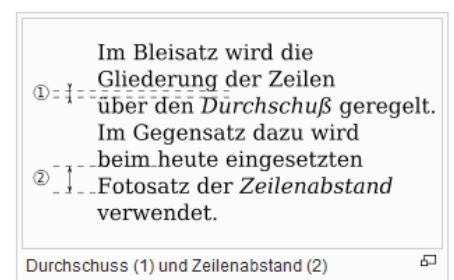 Im Bleisatz wird die
Gliederung der Zeilen
① über den Durchschuß geregelt.
Im Gegensatz dazu wird
beim heute eingesetzten
② Fotosatz der Zeilenabstand
verwendet.
Durchschuss (1) und Zeilenabstand (2)